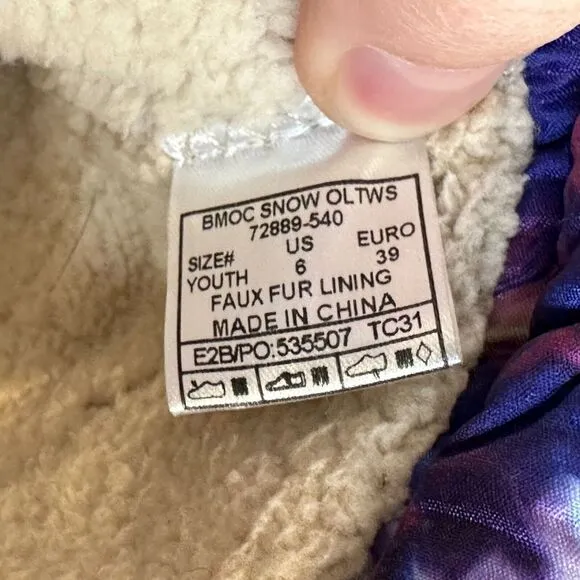 BMOC SNOW OLTWS
72889-540
SIZE# US EURO
YOUTH 6 39
FAUX FUR LINING
MADE IN CHINA
E2B/PO:535507 TC31